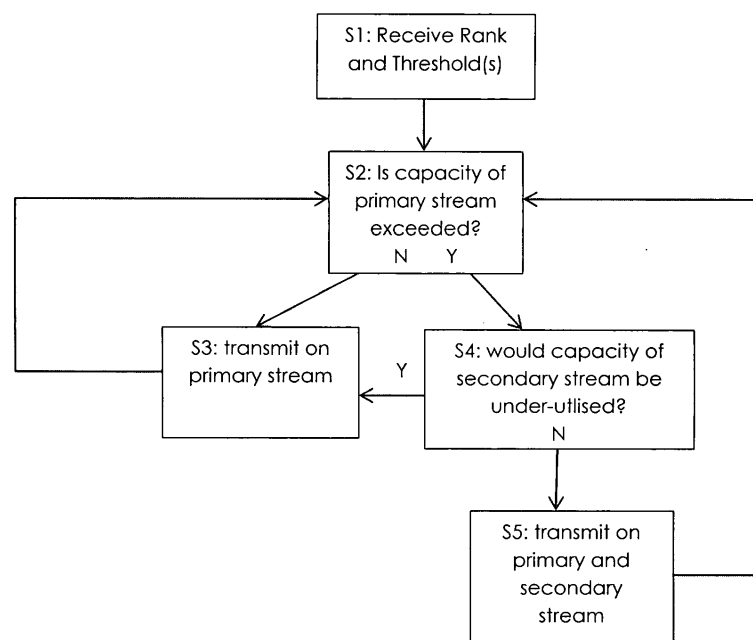 S1: Receive Rank
and Threshold(s)
S2: Is capacity of
primary stream
exceeded?
N Y
S3: transmit on
primary stream
Y
S4: would capacity of
secondary stream be
under-utlised?
N
S5: transmit on
primary and
secondary
stream